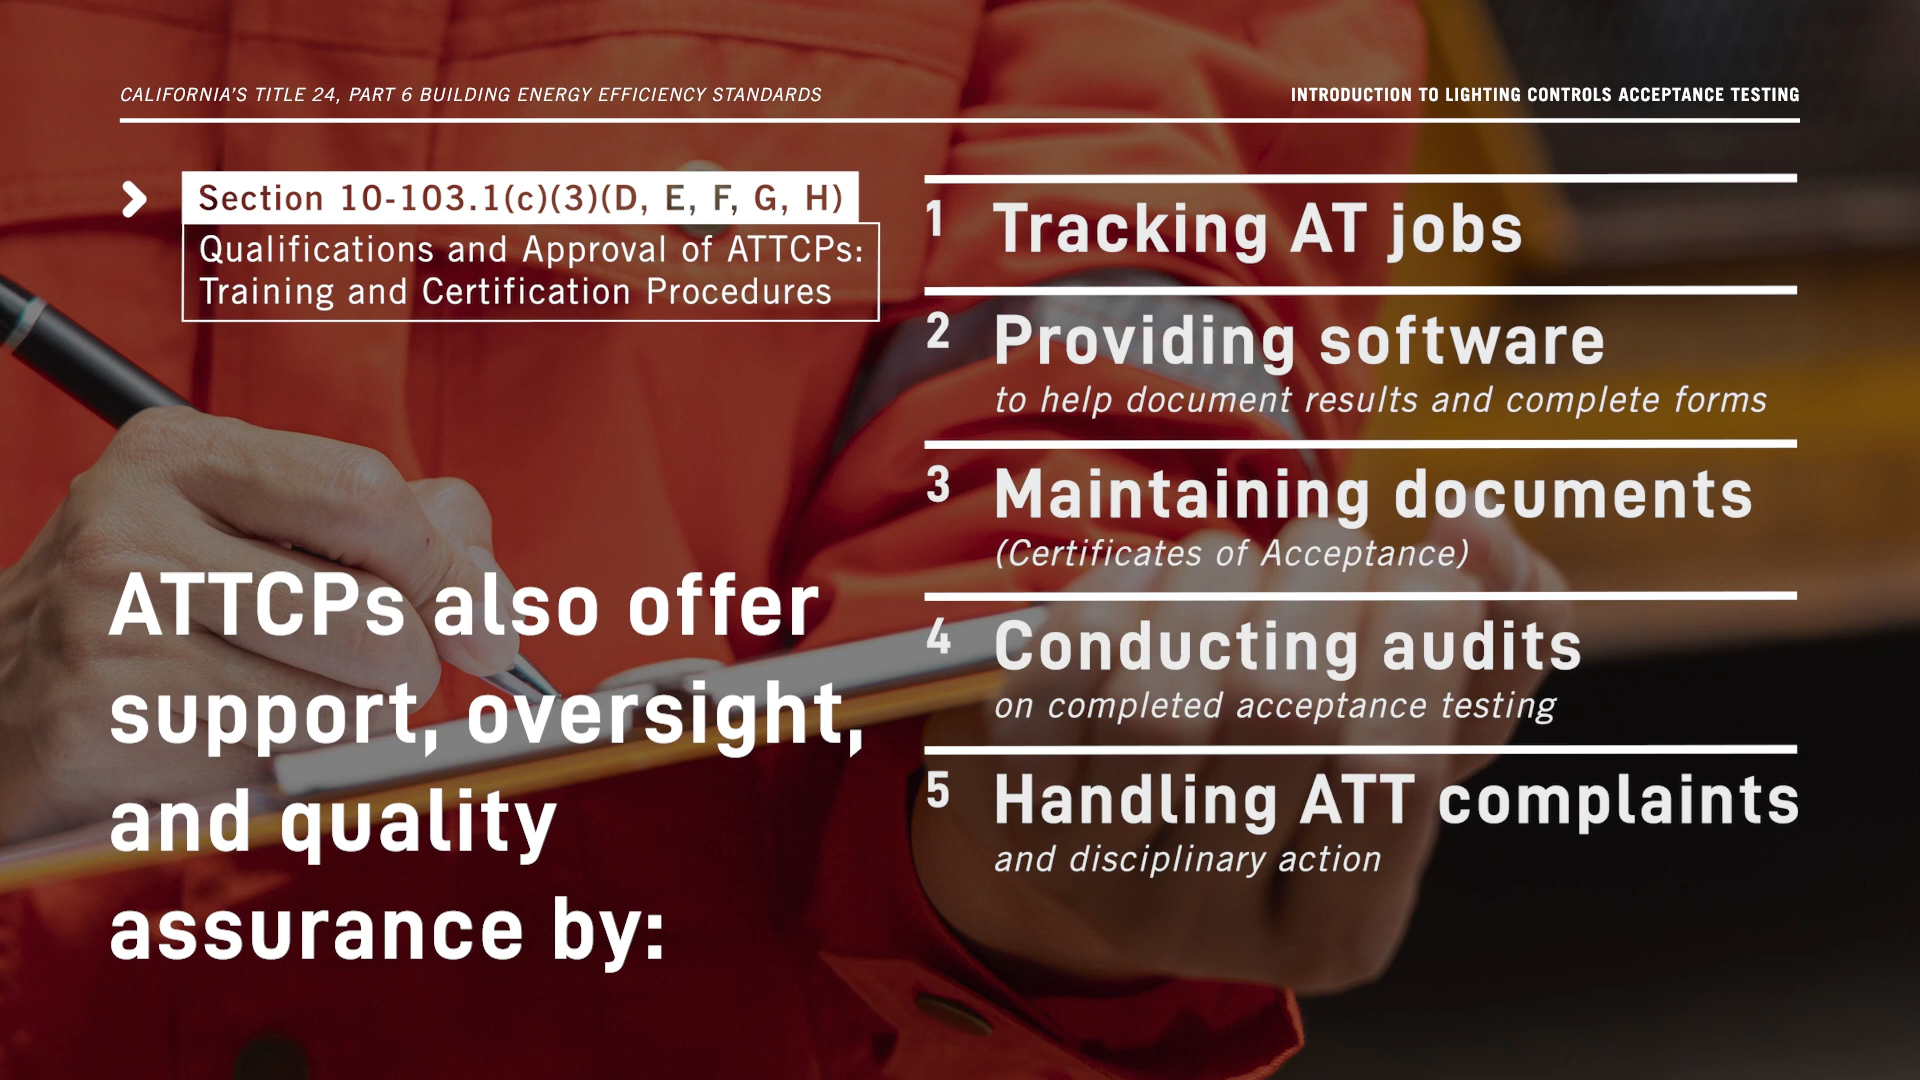 CALIFORNIA'S TITLE 24, PART 6 BUILDING ENERGY EFFICIENCY STANDARDS
INTRODUCTION TO LIGHTING CONTROLS ACCEPTANCE TESTING
Section 10-103.1(c)(3)(D, E, F, G, H)
Qualifications and Approval of ATTCPs:
Training and Certification Procedures
ATTCPs also offer
support, oversight,
and quality
assurance by:
1 Tracking AT jobs
2 Providing software
to help document results and complete forms
3 Maintaining documents
(Certificates of Acceptance)
4 Conducting audits
on completed acceptance testing
5 Handling ATT complaints
and disciplinary action